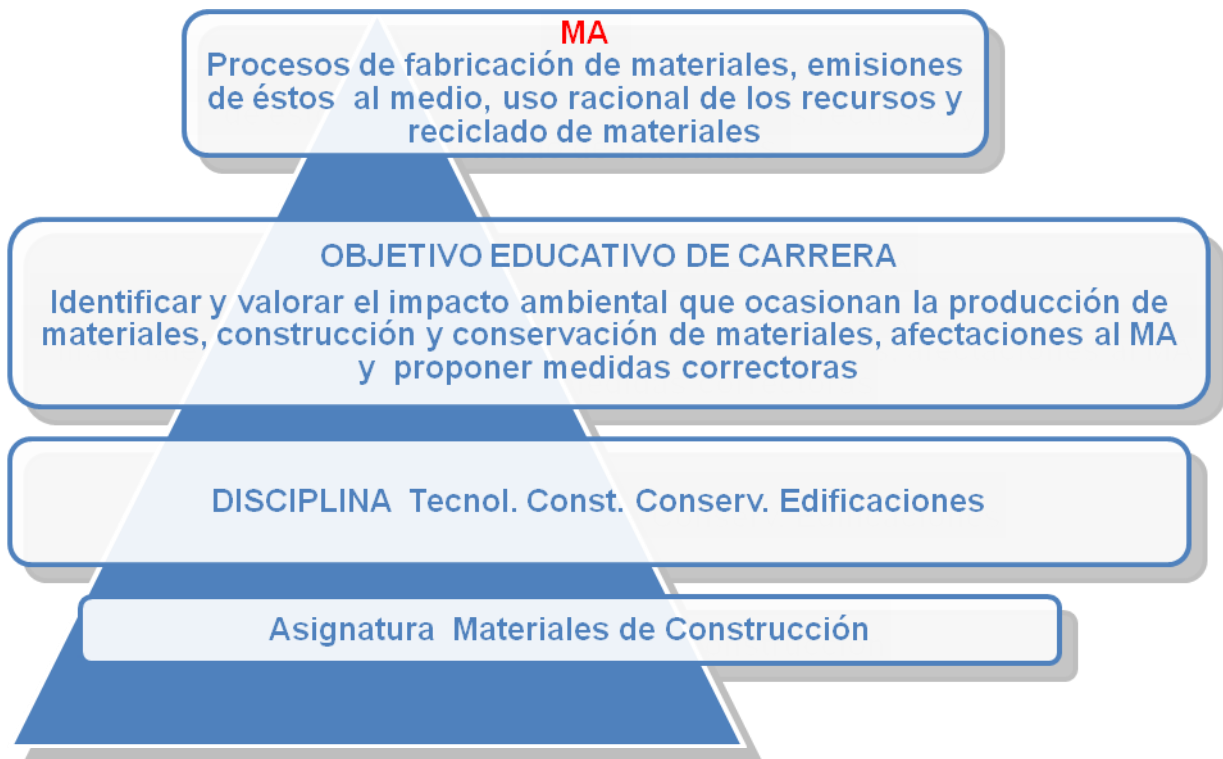 MA
Procesos de fabricación de materiales, emisiones
de éstos al medio, uso racional de los recursos y
reciclado de materiales
OBJETIVO EDUCATIVO DE CARRERA
Identificar y valorar el impacto ambiental que ocasionan la producción de
materiales, construcción y conservación de materiales, afectaciones al MA
y proponer medidas correctoras
DISCIPLINA Tecnol. Const. Conserv. Edificaciones
Asignatura Materiales de Construcción